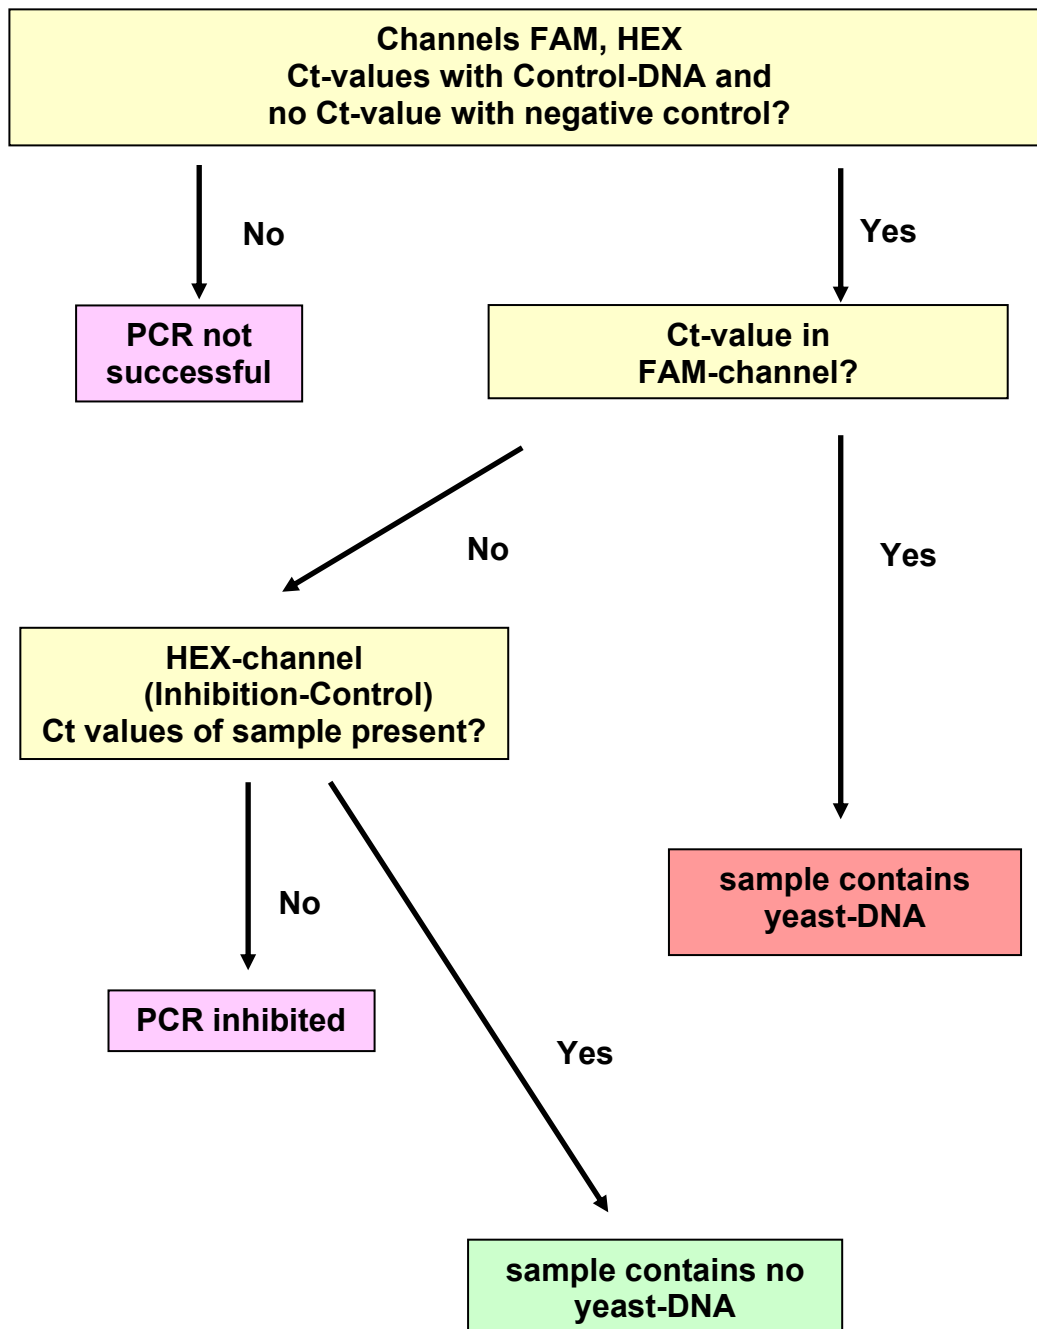 Channels FAM, HEX
Ct-values with Control-DNA and
no Ct-value with negative control?
No
Yes
PCR not
successful
Ct-value in
FAM-channel?
No
Yes
HEX-channel
(Inhibition-Control)
Ct values of sample present?
No
sample contains
yeast-DNA
PCR inhibited
Yes
sample contains no
yeast-DNA